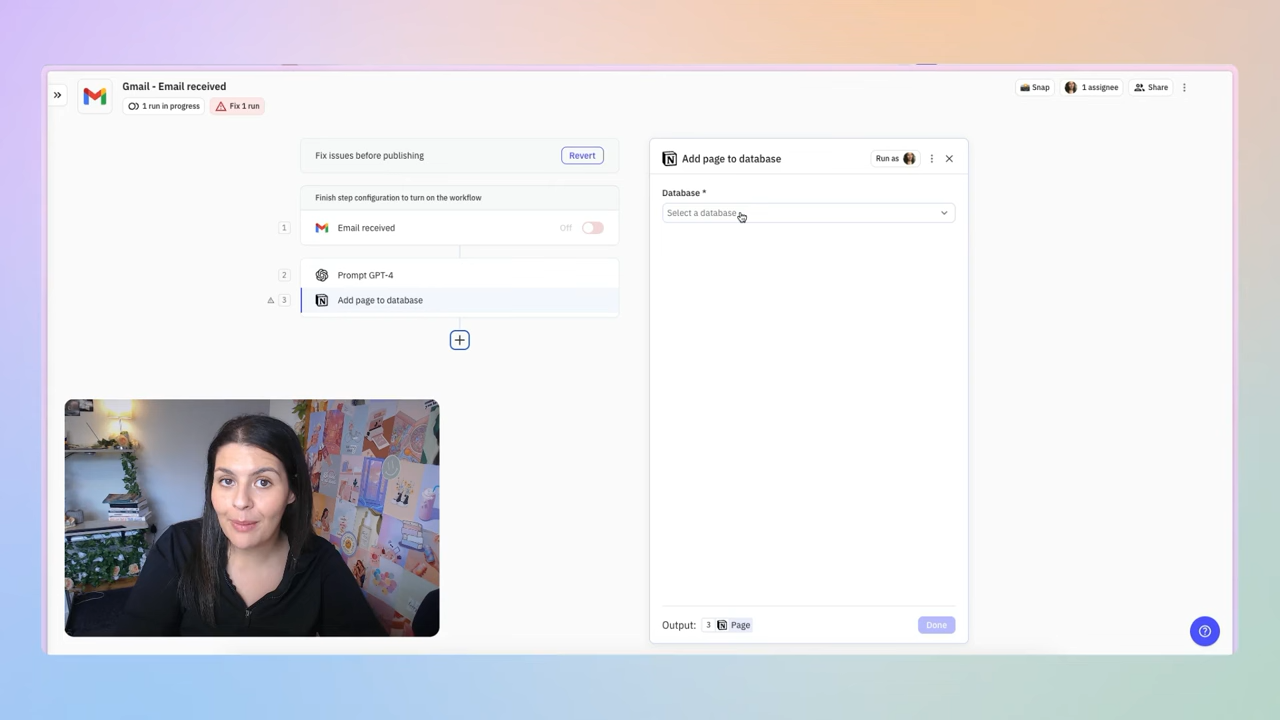 Gmail - Email received
1 run in progress
Fix 1 run
Snap
1 assignee
Share
Fix issues before publishing
Revert
Finish step configuration to turn on the workflow
1
Email received
Off
2
Prompt GPT-4
3
Add page to database
Add page to database
Run as
Database *
Select a database
Output:
3
Page
Done